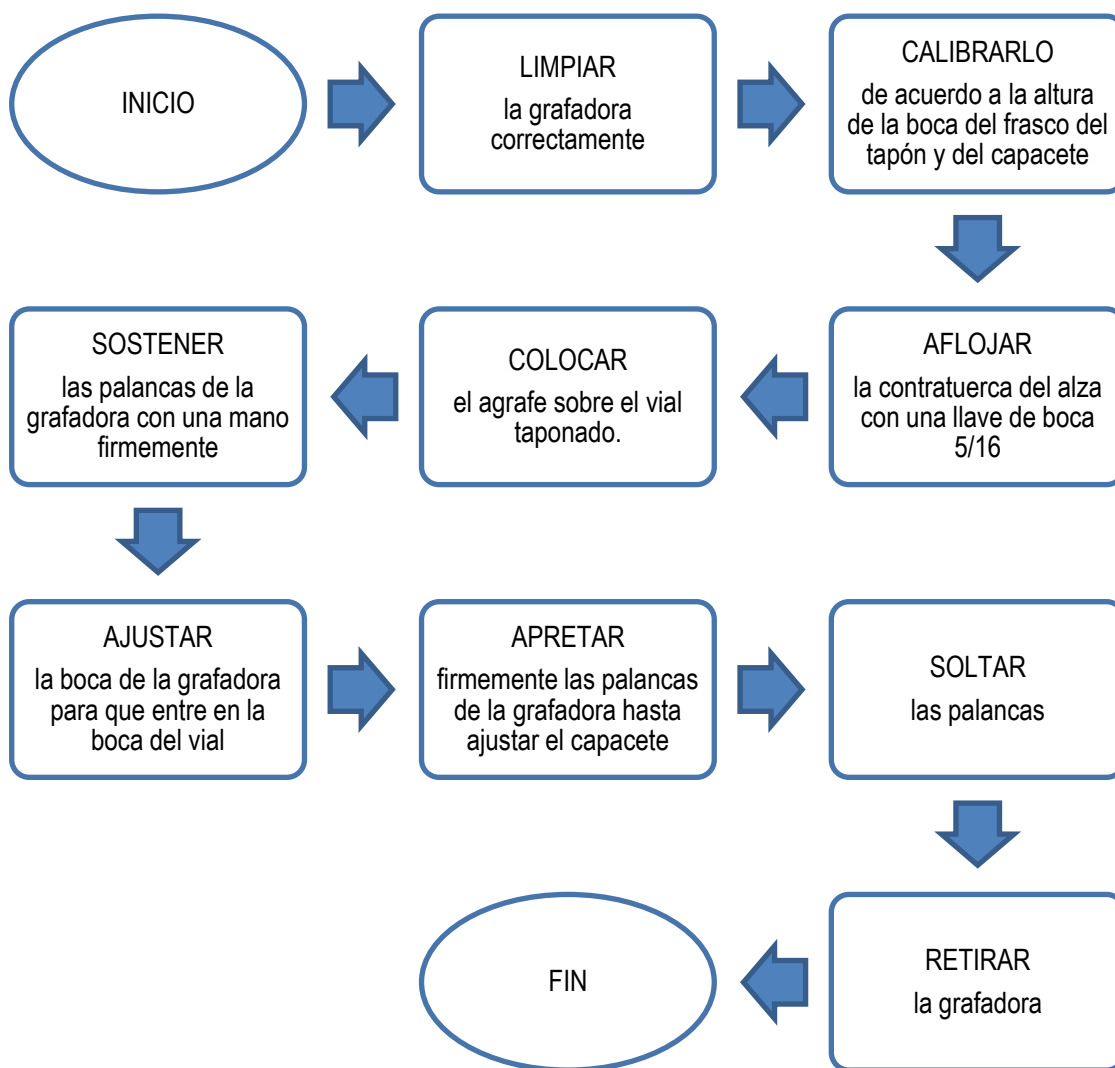 INICIO
LIMPIAR
la grafadora
correctamente
CALIBRARLO
de acuerdo a la altura
de la boca del frasco del
tapón y del capacete
AFLOJAR
la contratuerca del alza
con una llave de boca
5/16
COLOCAR
el agrafe sobre el vial
taponado.
SOSTENER
las palancas de la
grafadora con una mano
firmemente
AJUSTAR
la boca de la grafadora
para que entre en la
boca del vial
APRETAR
firmemente las palancas
de la grafadora hasta
ajustar el capacete
SOLTAR
las palancas
RETIRAR
la grafadora
FIN